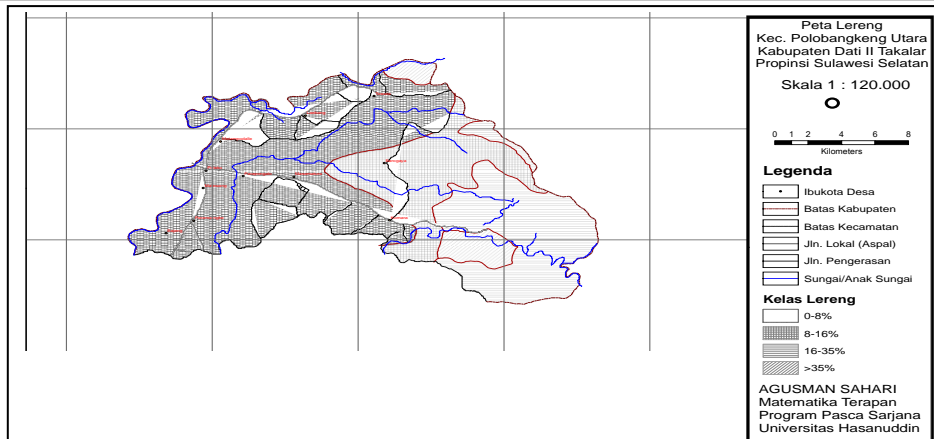 Peta Lereng
Kec. Polobangkeng Utara
Kabupaten Dati II Takalar
Propinsi Sulawesi Selatan
Skala 1 : 120.000
0 1 2 4 6 8
Kilometers
Legenda
Ibukota Desa
Batas Kabupaten
Batas Kecamatan
Jln. Lokal (Aspal)
Jln. Pengerasan
Sungai/Anak Sungai
Kelas Lereng
0-8%
8-16%
16-35%
>35%
AGUSMAN SAHARI
Matematika Terapan
Program Pasca Sarjana
Universitas Hasanuddin